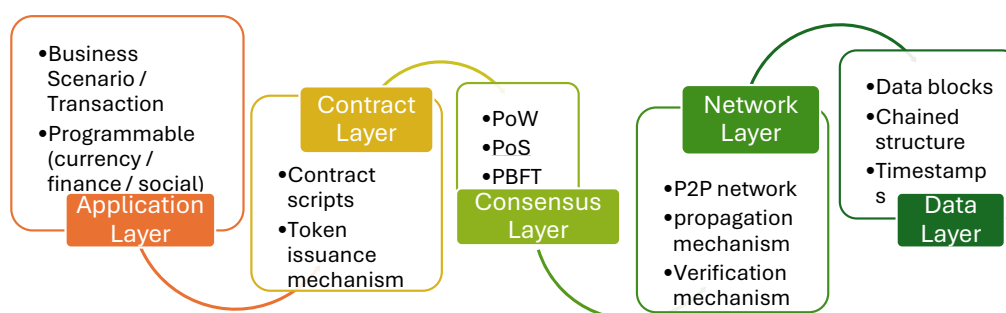 •Business
Scenario /
Transaction
•Programmable
(currency /
finance / social)
Application
Layer
Contract
Layer
•Contract
scripts
•Token
issuance
mechanism
•PoW
•PoS
•PBFT
Consensus
Layer
Network
Layer
•P2P network
•propagation
mechanism
•Verification
mechanism
•Data blocks
•Chained
structure
•Timestamp
s
Data
Layer